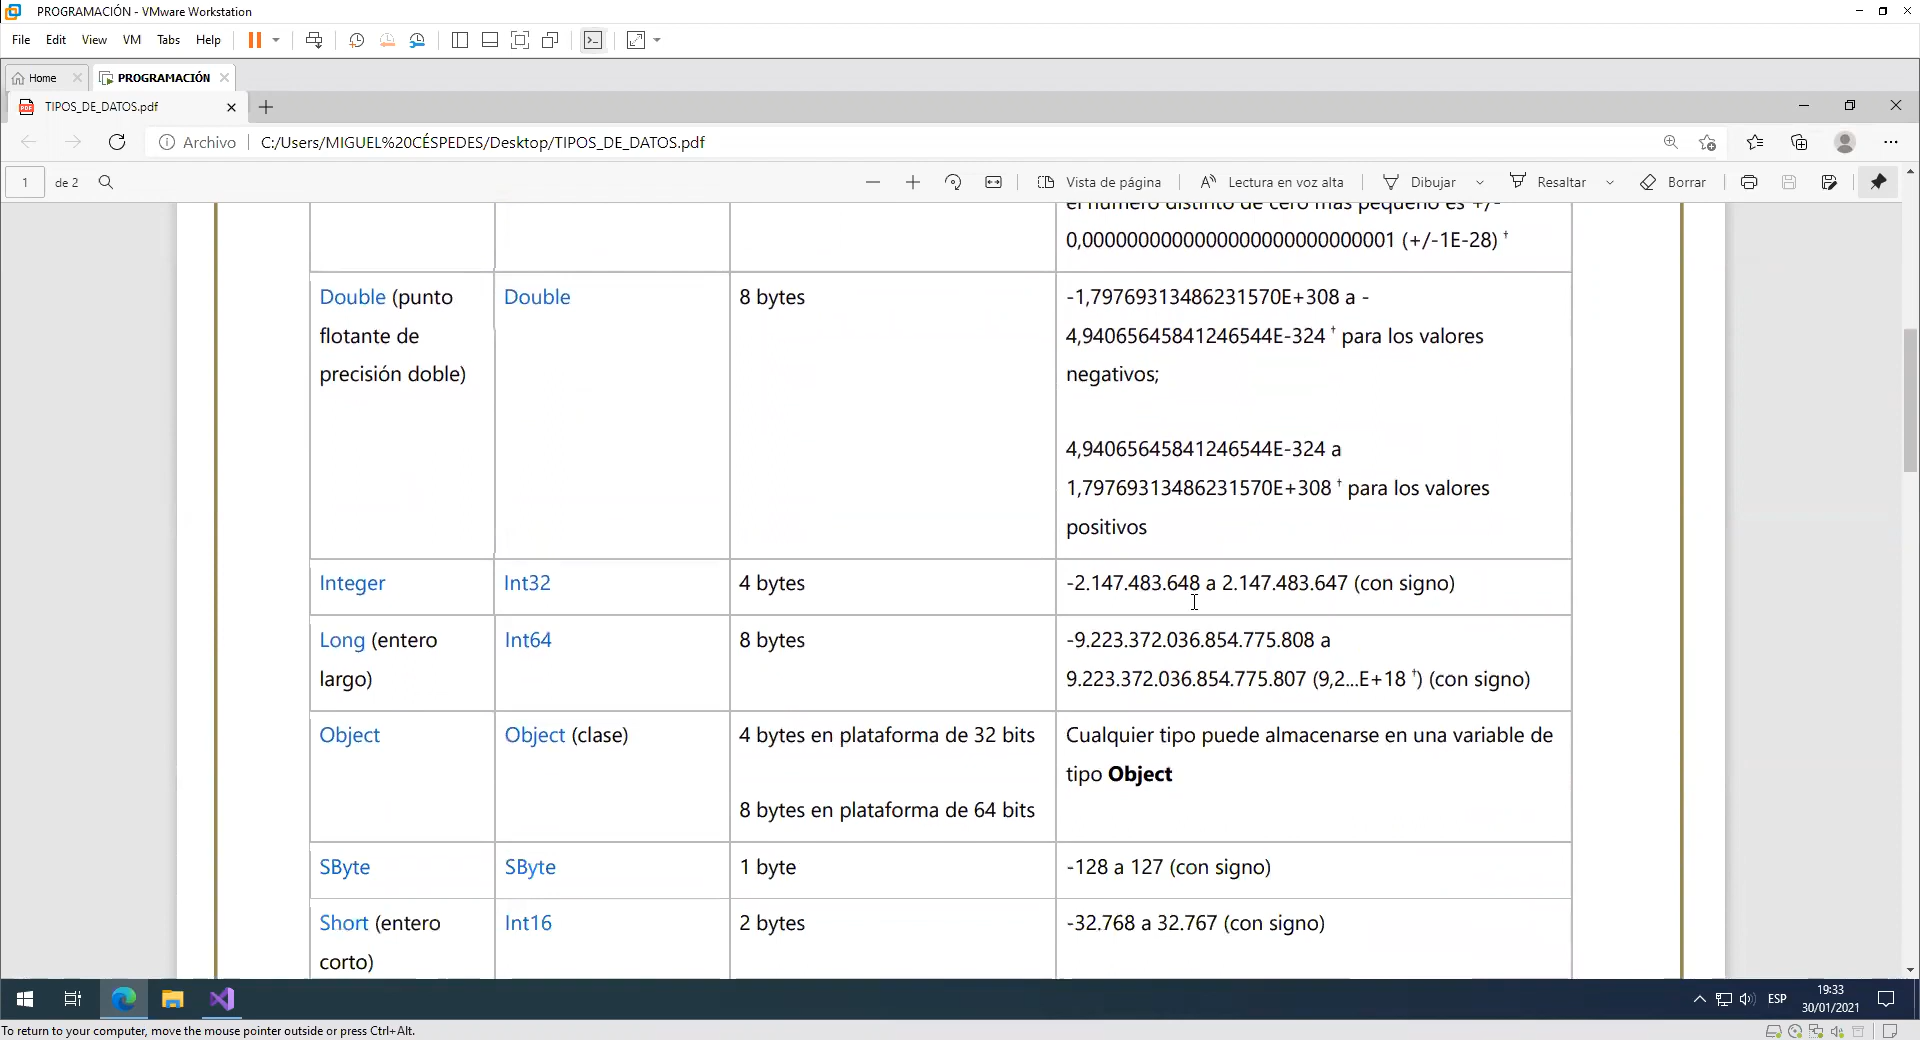 PROGRAMACIÓN - VMware Workstation
File Edit View VM Tabs Help
Home PROGRAMACIÓN
TIPOS_DE_DATOS.pdf
Archivo C:/Users/MIGUEL%20CÉSPEDES/Desktop/TIPOS_DE_DATOS.pdf
1 de 2 Vista de página Lectura en voz alta Dibujar Resaltar Borrar
el número distinto de cero más pequeño es +/-
0,0000000000000000000000000001 (+/-1E-28) †
Double (punto
flotante de
precisión doble)
Double
8 bytes
-1,79769313486231570E+308 a -
4,94065645841246544E-324 † para los valores
negativos;
4,94065645841246544E-324 a
1,79769313486231570E+308 † para los valores
positivos
Integer
Int32
4 bytes
-2.147.483.648 a 2.147.483.647 (con signo)
Long (entero
largo)
Int64
8 bytes
-9.223.372.036.854.775.808 a
9.223.372.036.854.775.807 (9,2...E+18 †) (con signo)
Object
Object (clase)
4 bytes en plataforma de 32 bits
8 bytes en plataforma de 64 bits
Cualquier tipo puede almacenarse en una variable de
tipo Object
SByte
SByte
1 byte
-128 a 127 (con signo)
Short (entero
corto)
Int16
2 bytes
-32.768 a 32.767 (con signo)
ESP
19:33
30/01/2021
To return to your computer, move the mouse pointer outside or press Ctrl+Alt.